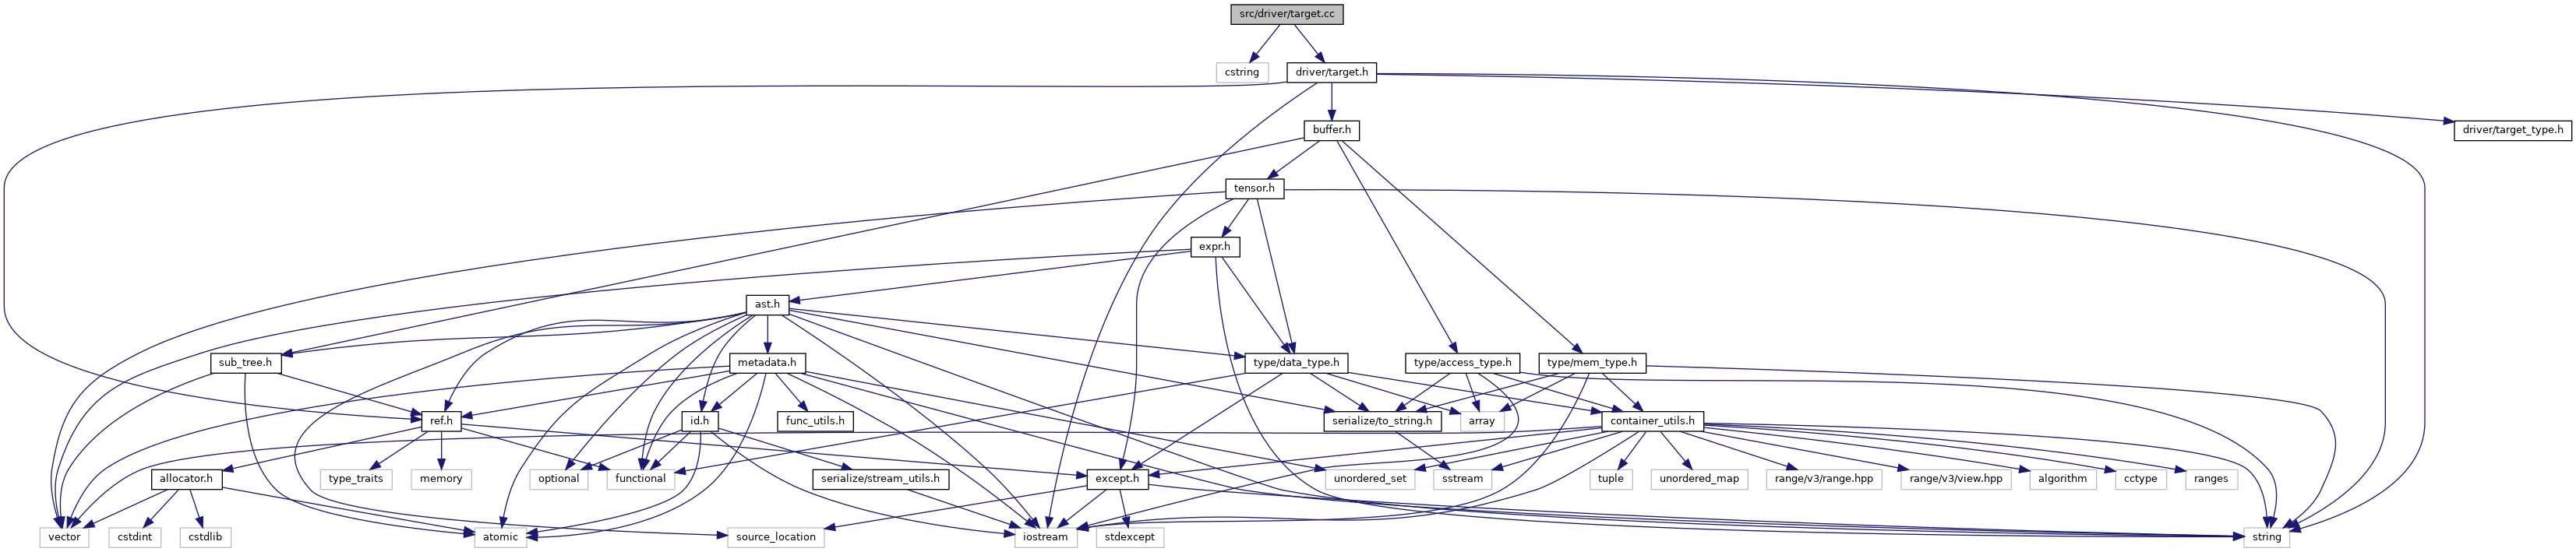 src/driver/target.cc
cstring
driver/target.h
buffer.h
driver/target_type.h
tensor.h
expr.h
ast.h
sub_tree.h
metadata.h
type/data_type.h
type/access_type.h
type/mem_type.h
ref.h
id.h
func_utils.h
serialize/to_string.h
array
container_utils.h
allocator.h
type_traits
memory
optional
functional
serialize/stream_utils.h
except.h
unordered_set
sstream
tuple
unordered_map
range/v3/range.hpp
range/v3/view.hpp
algorithm
cctype
ranges
vector
cstdint
cstdlib
atomic
source_location
iostream
stdexcept
string